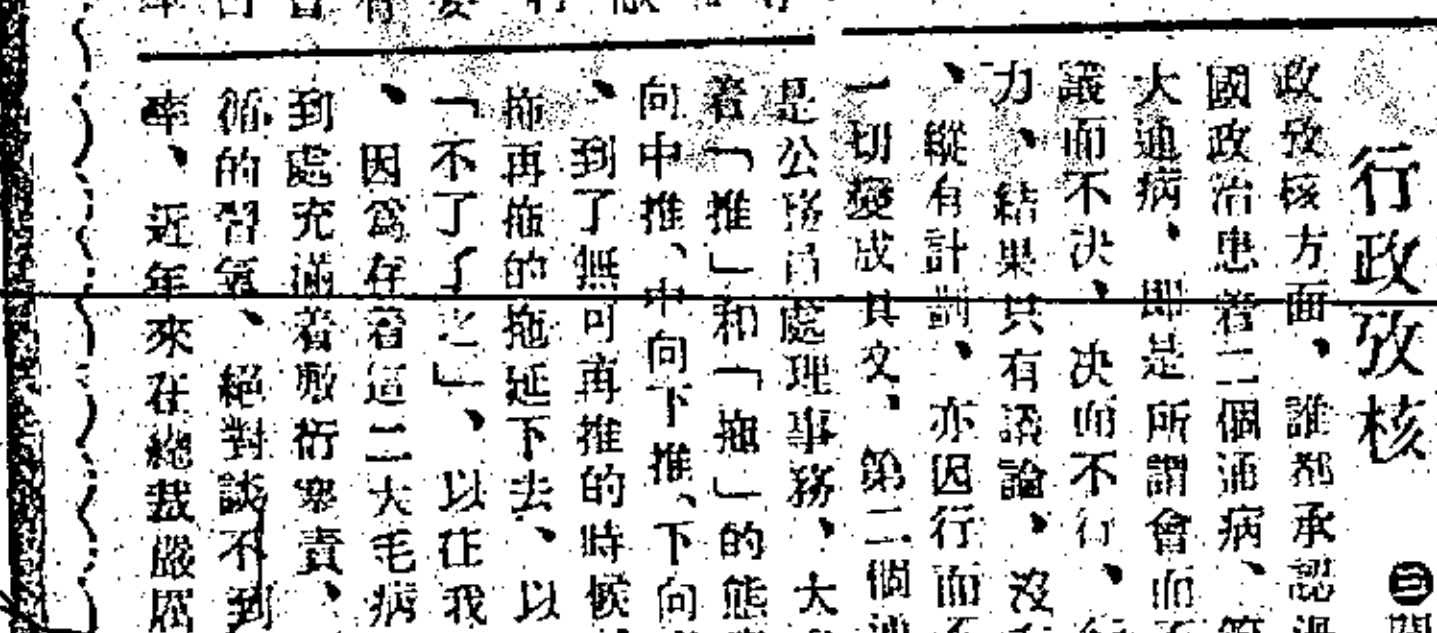 行政攷核
㊂關
政攷核方面、誰都承認過
國政治患着二個通病、第
大通病、即是所謂會而
議而不決、決而不行、行
力、結果只有議論、沒
、縱有計劃、亦因行而不
一切變成具文、第二個通
是公務員處理事務、大
着「推」和「拖」的態
向中推、中向下推、下向
、到了無可再推的時候
拖再拖的拖延下去、以
「不了了之」、以在我
、因爲存着這二大毛病
到處充滿着敷衍塞責、
循的習氣、絕對談不到
率、近年來在總裁嚴厲